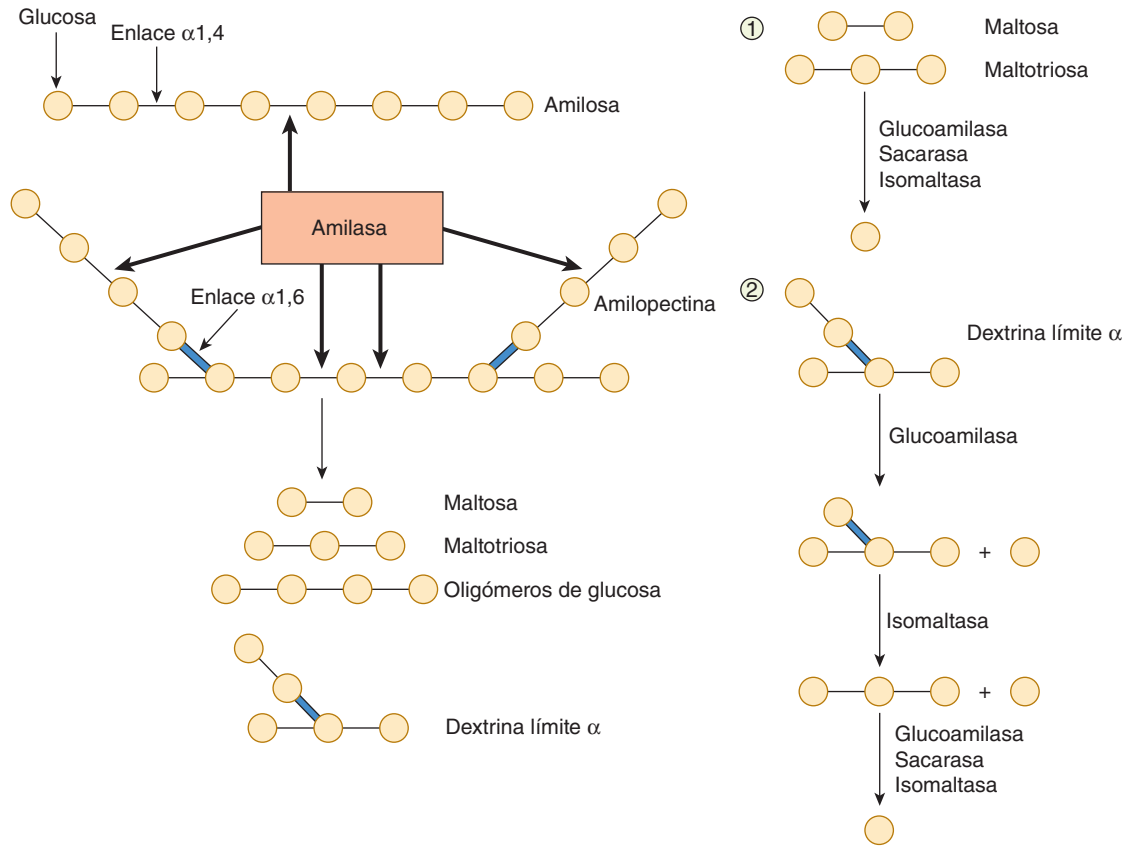 Glucosa
Enlace α1,4
Amilosa
Amilasa
Enlace α1,6
Amilopectina
Maltosa
Maltotriosa
Oligómeros de glucosa
Dextrina límite α
1
Maltosa
Maltotriosa
Glucoamilasa
Sacarasa
Isomaltasa
2
Dextrina límite α
Glucoamilasa
+
Isomaltasa
+
Glucoamilasa
Sacarasa
Isomaltasa